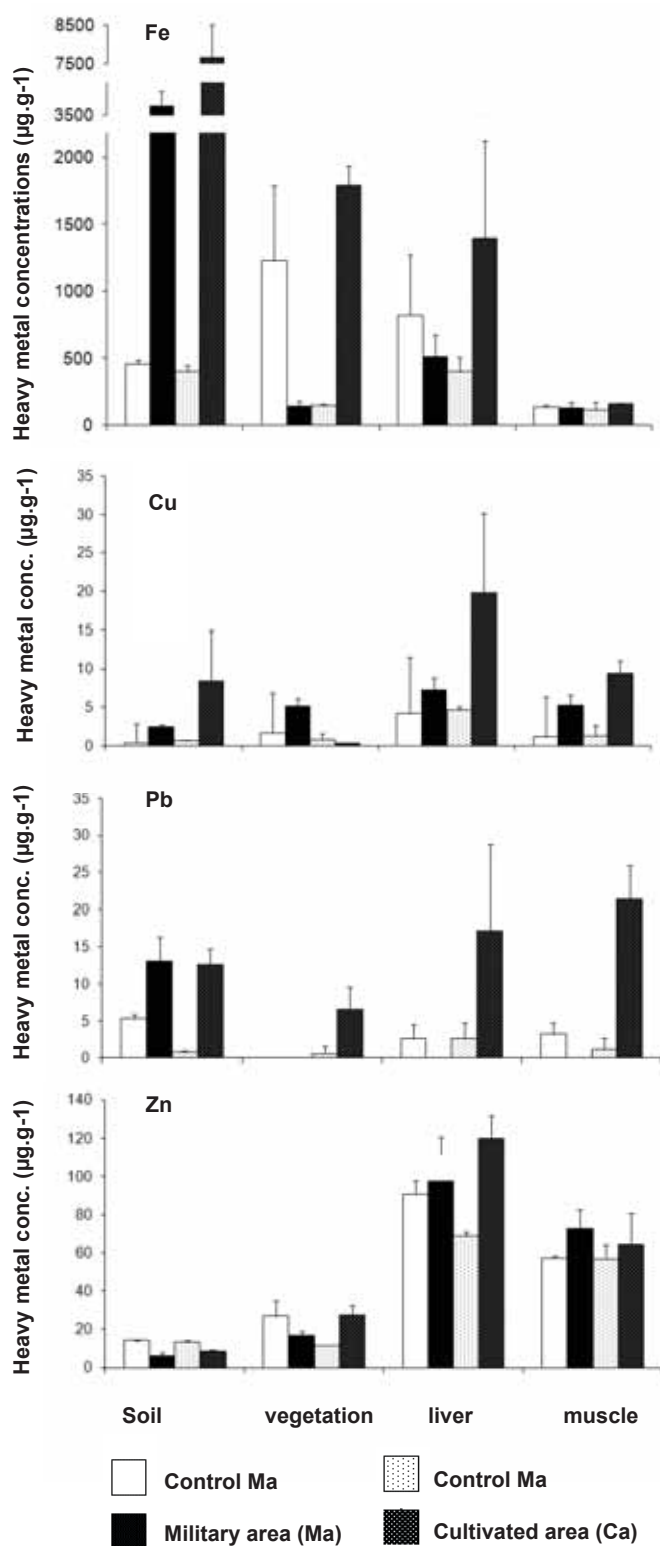 Fe
Heavy metal concentrations (µg.g-1)
8500
7500
3500
2000
1500
1000
500
0
Cu
Heavy metal conc. (µg.g-1)
35
30
25
20
15
10
5
0
Pb
Heavy metal conc. (µg.g-1)
35
30
25
20
15
10
5
0
Zn
Heavy metal conc. (µg.g-1)
140
120
100
80
60
40
20
0
Soil vegetation liver muscle
Control Ma Control Ma
Military area (Ma) Cultivated area (Ca)